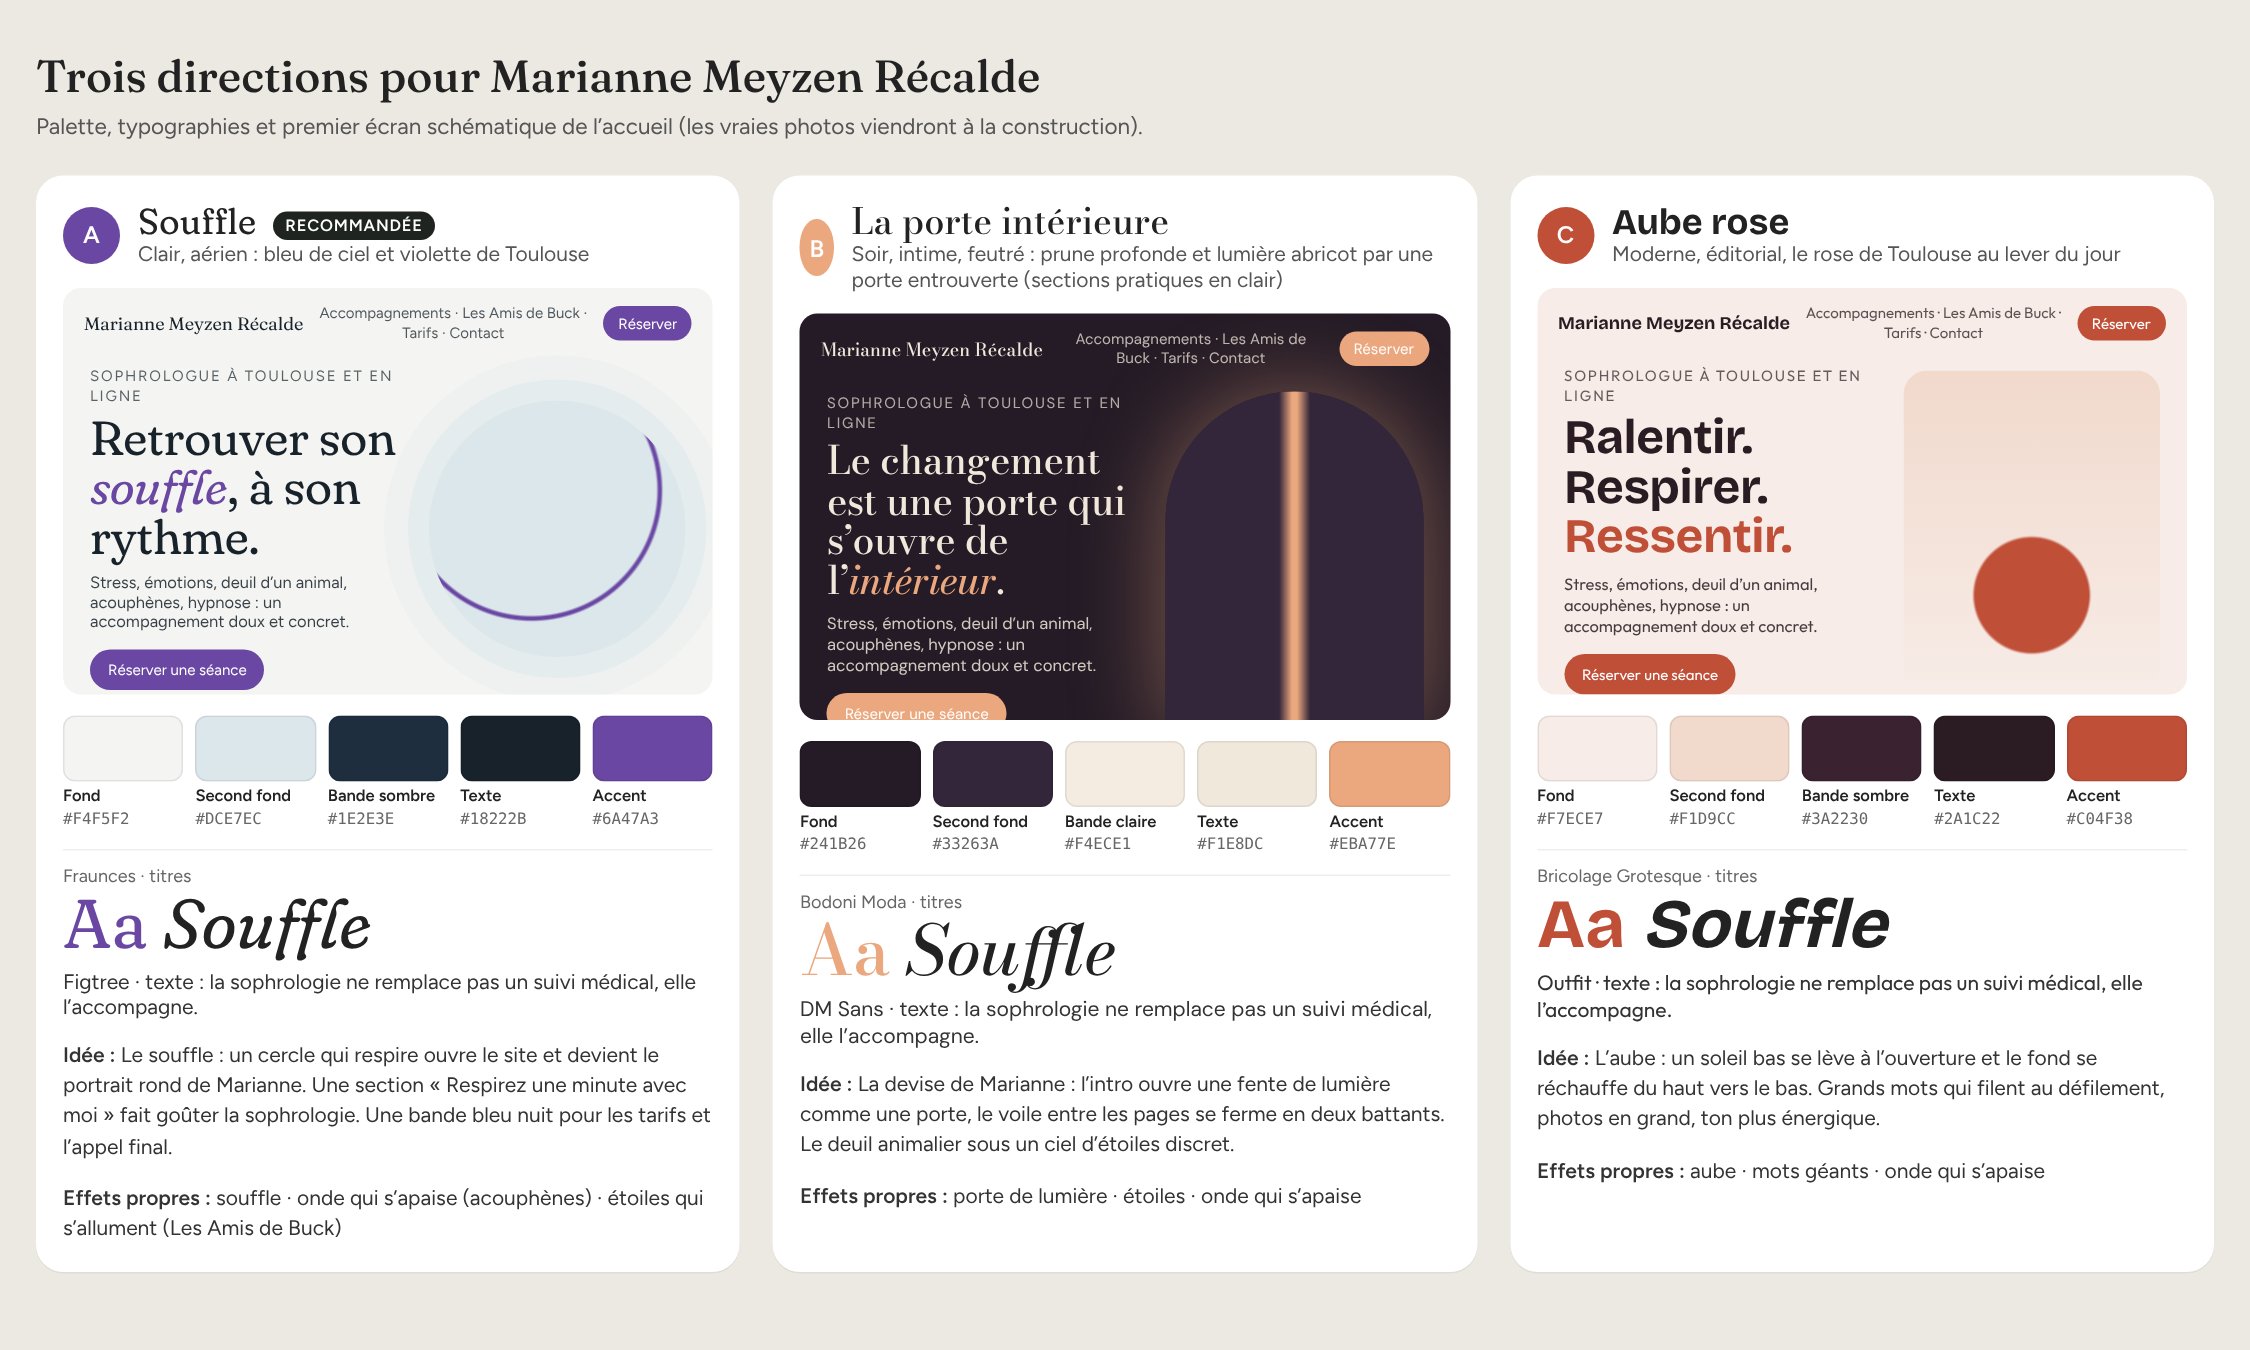 Trois directions pour Marianne Meyzen Récalde
Palette, typographies et premier écran schématique de l’accueil (les vraies photos viendront à la construction).
A
Souffle
RECOMMANDÉE
Clair, aérien : bleu de ciel et violette de Toulouse
Marianne Meyzen Récalde
Accompagnements · Les Amis de Buck ·
Tarifs · Contact
Réserver
SOPHROLOGUE À TOULOUSE ET EN
LIGNE
Retrouver son
souffle, à son
rythme.
Stress, émotions, deuil d’un animal,
acouphènes, hypnose : un
accompagnement doux et concret.
Réserver une séance
Fond
Second fond
Bande sombre
Texte
Accent
#F4F5F2
#DCE7EC
#1E2E3E
#18222B
#6A47A3
Fraunces · titres
Aa Souffle
Figtree · texte : la sophrologie ne remplace pas un suivi médical, elle
l’accompagne.
Idée : Le souffle : un cercle qui respire ouvre le site et devient le
portrait rond de Marianne. Une section « Respirez une minute avec
moi » fait goûter la sophrologie. Une bande bleu nuit pour les tarifs et
l’appel final.
Effets propres : souffle · onde qui s’apaise (acouphènes) · étoiles qui
s’allument (Les Amis de Buck)
B
La porte intérieure
Soir, intime, feutré : prune profonde et lumière abricot par une
porte entrouverte (sections pratiques en clair)
Marianne Meyzen Récalde
Accompagnements · Les Amis de
Buck · Tarifs · Contact
Réserver
SOPHROLOGUE À TOULOUSE ET EN
LIGNE
Le changement
est une porte qui
s’ouvre de
l’intérieur.
Stress, émotions, deuil d’un animal,
acouphènes, hypnose : un
accompagnement doux et concret.
Réserver une séance
Fond
Second fond
Bande claire
Texte
Accent
#241B26
#33263A
#F4ECE1
#F1E8DC
#EBA77E
Bodoni Moda · titres
Aa Souffle
DM Sans · texte : la sophrologie ne remplace pas un suivi médical,
elle l’accompagne.
Idée : La devise de Marianne : l’intro ouvre une fente de lumière
comme une porte, le voile entre les pages se ferme en deux battants.
Le deuil animalier sous un ciel d’étoiles discret.
Effets propres : porte de lumière · étoiles · onde qui s’apaise
C
Aube rose
Moderne, éditorial, le rose de Toulouse au lever du jour
Marianne Meyzen Récalde
Accompagnements · Les Amis de Buck ·
Tarifs · Contact
Réserver
SOPHROLOGUE À TOULOUSE ET EN
LIGNE
Ralentir.
Respirer.
Ressentir.
Stress, émotions, deuil d’un animal,
acouphènes, hypnose : un
accompagnement doux et concret.
Réserver une séance
Fond
Second fond
Bande sombre
Texte
Accent
#F7ECE7
#F1D9CC
#3A2230
#2A1C22
#C04F38
Bricolage Grotesque · titres
Aa Souffle
Outfit · texte : la sophrologie ne remplace pas un suivi médical, elle
l’accompagne.
Idée : L’aube : un soleil bas se lève à l’ouverture et le fond se
réchauffe du haut vers le bas. Grands mots qui filent au défilement,
photos en grand, ton plus énergique.
Effets propres : aube · mots géants · onde qui s’apaise